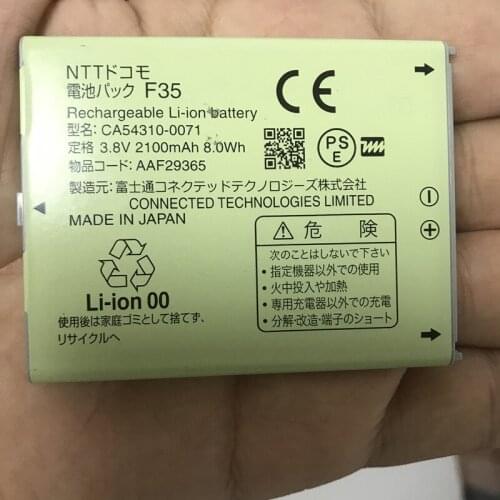 NTTドコモ
電池パック F35
Rechargeable Li-ion battery
型名: CA54310-0071
定格 3.8V 2100mAh 8.0Wh
物品コード: AAF29365
CE
PS
E
製造元: 富士通コネクテッドテクノロジーズ株式会社
CONNECTED TECHNOLOGIES LIMITED
MADE IN JAPAN
⚠ 危 険
次のことはしないで下さい
・指定機器以外での使用
・火中投入や加熱
・専用充電器以外での充電
・分解・改造・端子のショート
Li-ion 00
使用後は家庭ゴミとして捨てず、
リサイクルへ